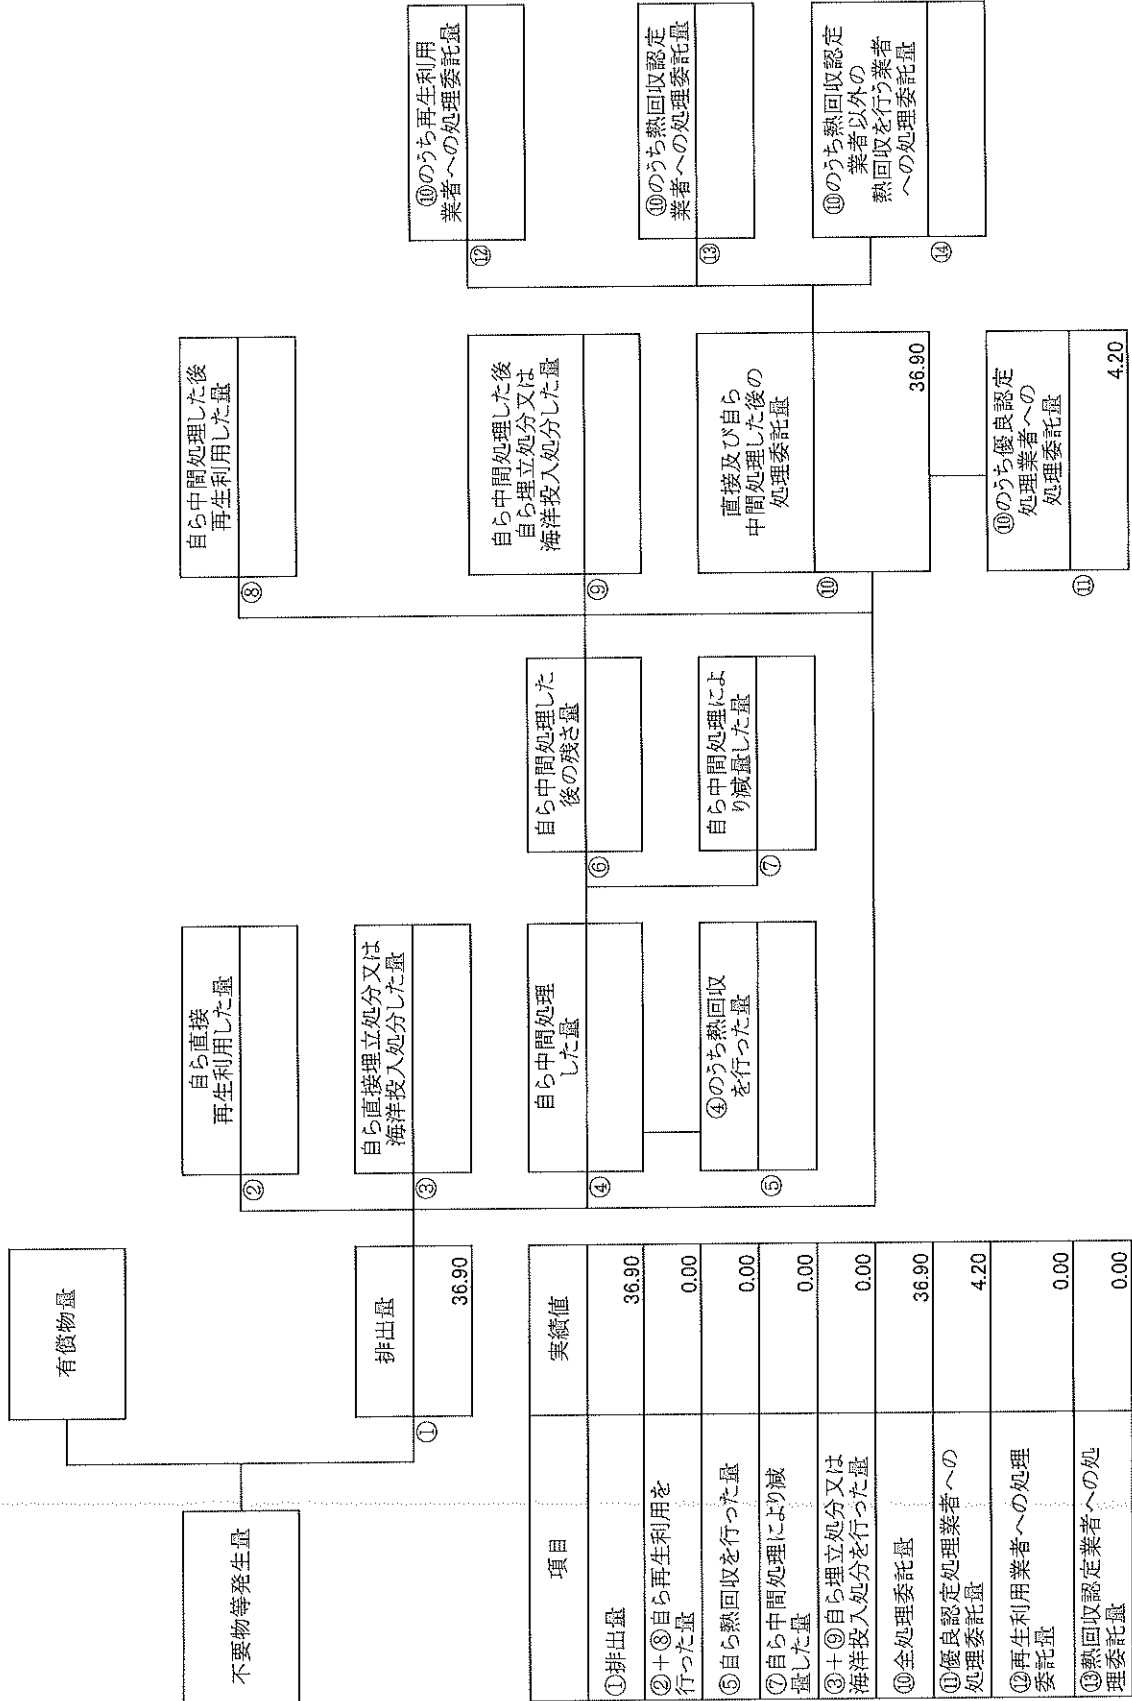 不要物等発生量
有償物量
①
排出量
36.90
②
自ら直接
再生利用した量
③
自ら直接埋立処分又は
海洋投入処分した量
④
自ら中間処理
した量
⑤
④のうち熱回収
を行った量
⑥
自ら中間処理した
後の残さ量
⑦
自ら中間処理によ
り減量した量
⑧
自ら中間処理した後
再生利用した量
⑨
自ら中間処理した後
自ら埋立処分又は
海洋投入処分した量
⑩
直接及び自ら
中間処理した後の
処理委託量
36.90
⑪
⑩のうち優良認定
処理業者への
処理委託量
4.20
⑫
⑩のうち再生利用
業者への処理委託量
⑬
⑩のうち熱回収認定
業者への処理委託量
⑭
⑩のうち熱回収認定
業者以外の
熱回収を行う業者
への処理委託量
項目 実績値
①排出量 36.90
②＋⑧自ら再生利用を
行った量 0.00
⑤自ら熱回収を行った量 0.00
⑦自ら中間処理により減
量した量 0.00
③＋⑨自ら埋立処分又は
海洋投入処分を行った量 0.00
⑩全処理委託量 36.90
⑪優良認定処理業者への
処理委託量 4.20
⑫再生利用業者への処理
委託量 0.00
⑬熱回収認定業者への処
理委託量 0.00